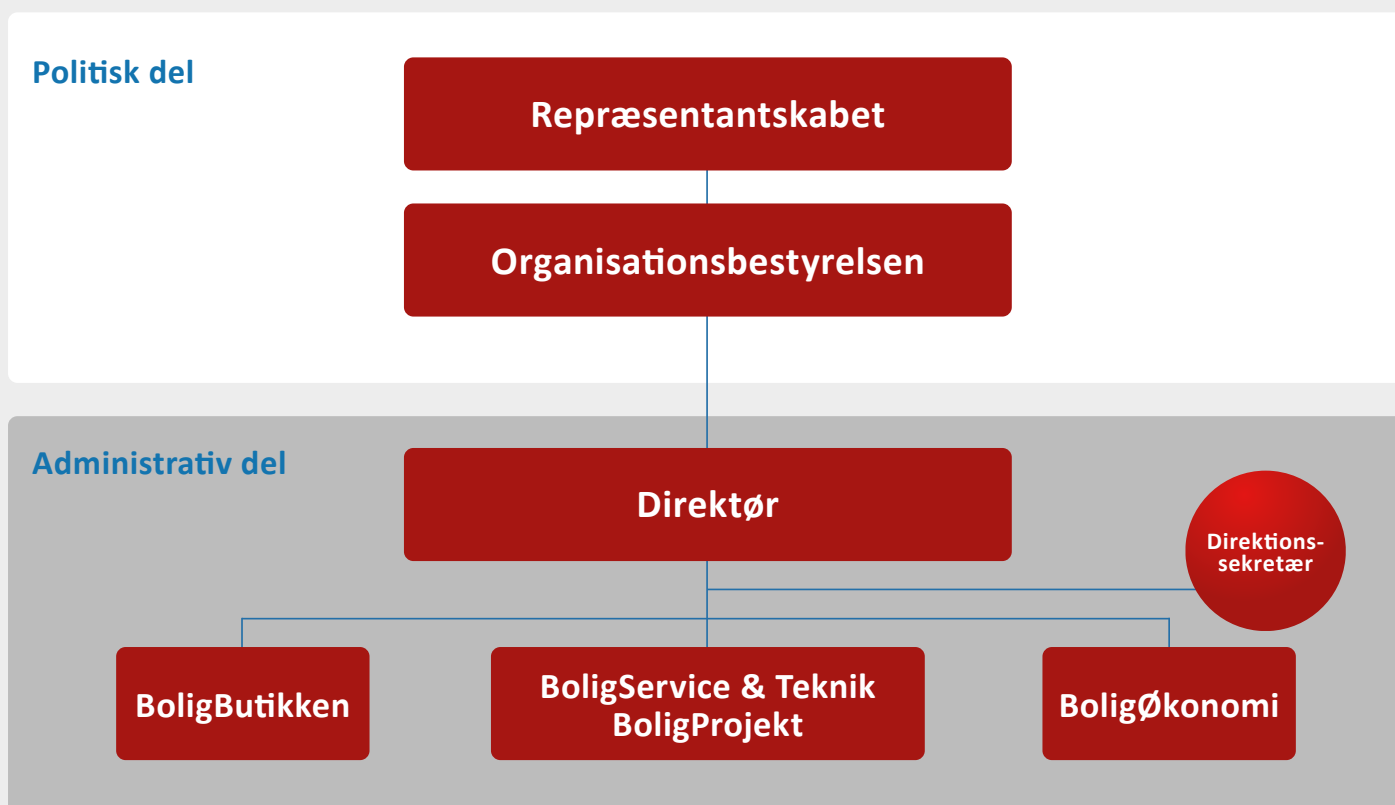 Politisk del
Repræsentantskabet
Organisationsbestyrelsen
Administrativ del
Direktør
Direktions-
sekretær
BoligButikken
BoligService & Teknik
BoligProjekt
BoligØkonomi